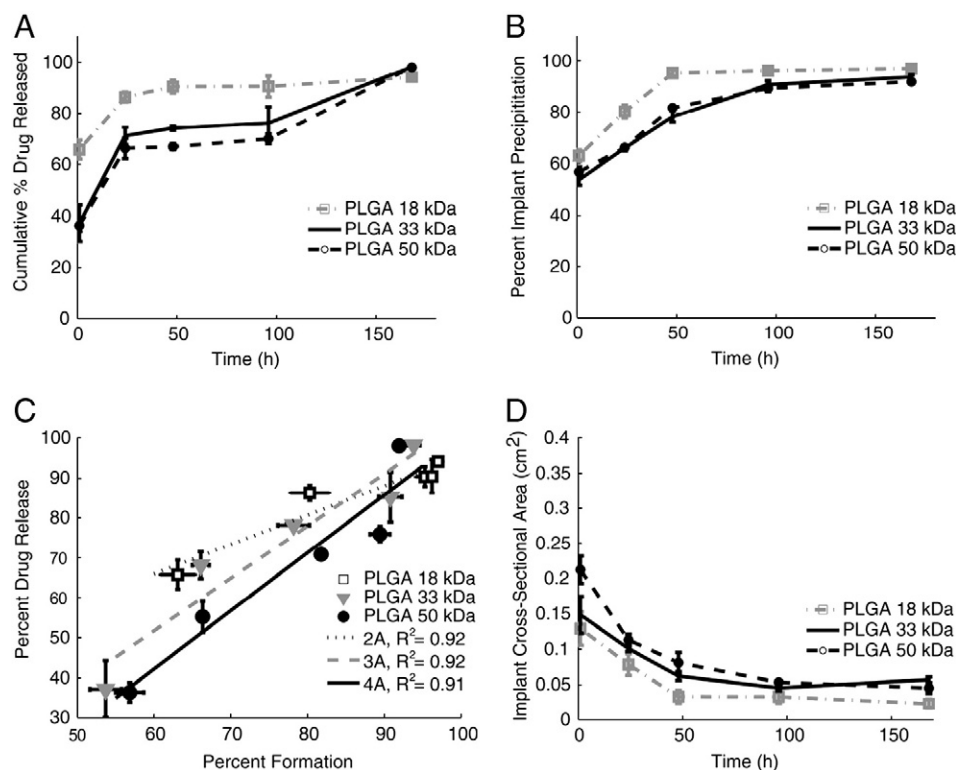 A
Cumulative % Drug Released
100
80
60
40
20
0
0
50
100
150
Time (h)
PLGA 18 kDa
PLGA 33 kDa
PLGA 50 kDa
B
Percent Implant Precipititation
100
80
60
40
20
0
0
50
100
150
Time (h)
PLGA 18 kDa
PLGA 33 kDa
PLGA 50 kDa
C
Percent Drug Release
100
90
80
70
60
50
40
30
50
60
70
80
90
100
Percent Formation
PLGA 18 kDa
PLGA 33 kDa
PLGA 50 kDa
2A, R²= 0.92
3A, R²= 0.92
4A, R²= 0.91
D
Implant Cross-Sectional Area (cm²)
0.4
0.35
0.3
0.25
0.2
0.15
0.1
0.05
0
0
50
100
150
Time (h)
PLGA 18 kDa
PLGA 33 kDa
PLGA 50 kDa